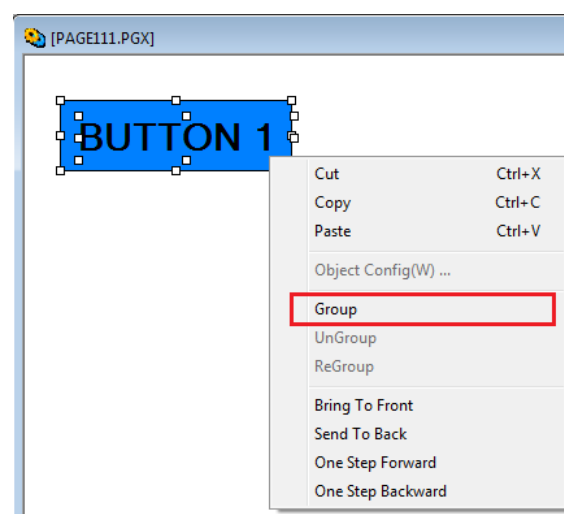 [PAGE111.PGX]
BUTTON 1
Cut Ctrl+X
Copy Ctrl+C
Paste Ctrl+V
Object Config(W) ...
Group
UnGroup
ReGroup
Bring To Front
Send To Back
One Step Forward
One Step Backward